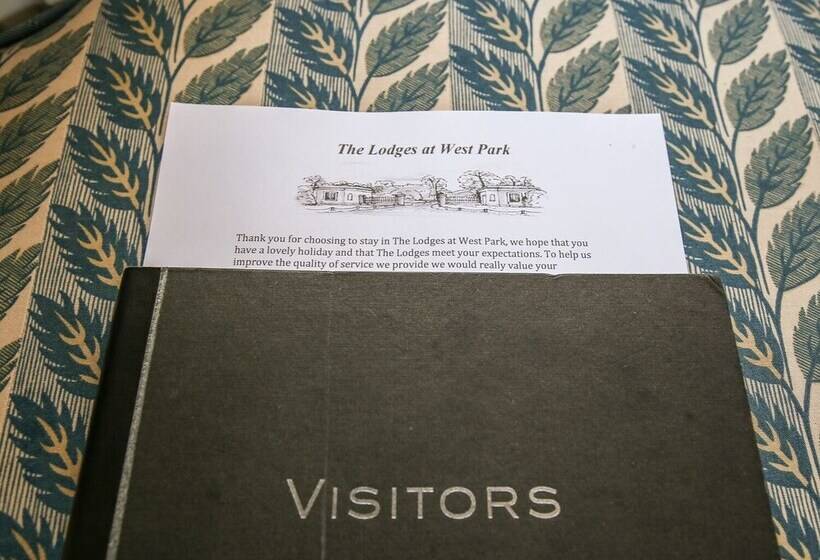 The Lodges at West Park
Thank you for choosing to stay in The Lodges at West Park, we hope that you
have a lovely holiday and that The Lodges meet your expectations. To help us
improve the quality of service we provide we would really value your
VISITORS